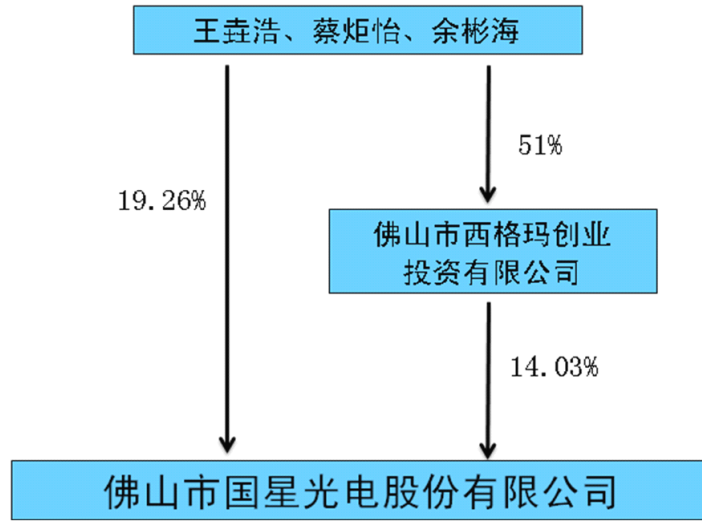 王垚浩、蔡炬怡、余彬海
51%
19.26%
佛山市西格玛创业
投资有限公司
14.03%
佛山市国星光电股份有限公司